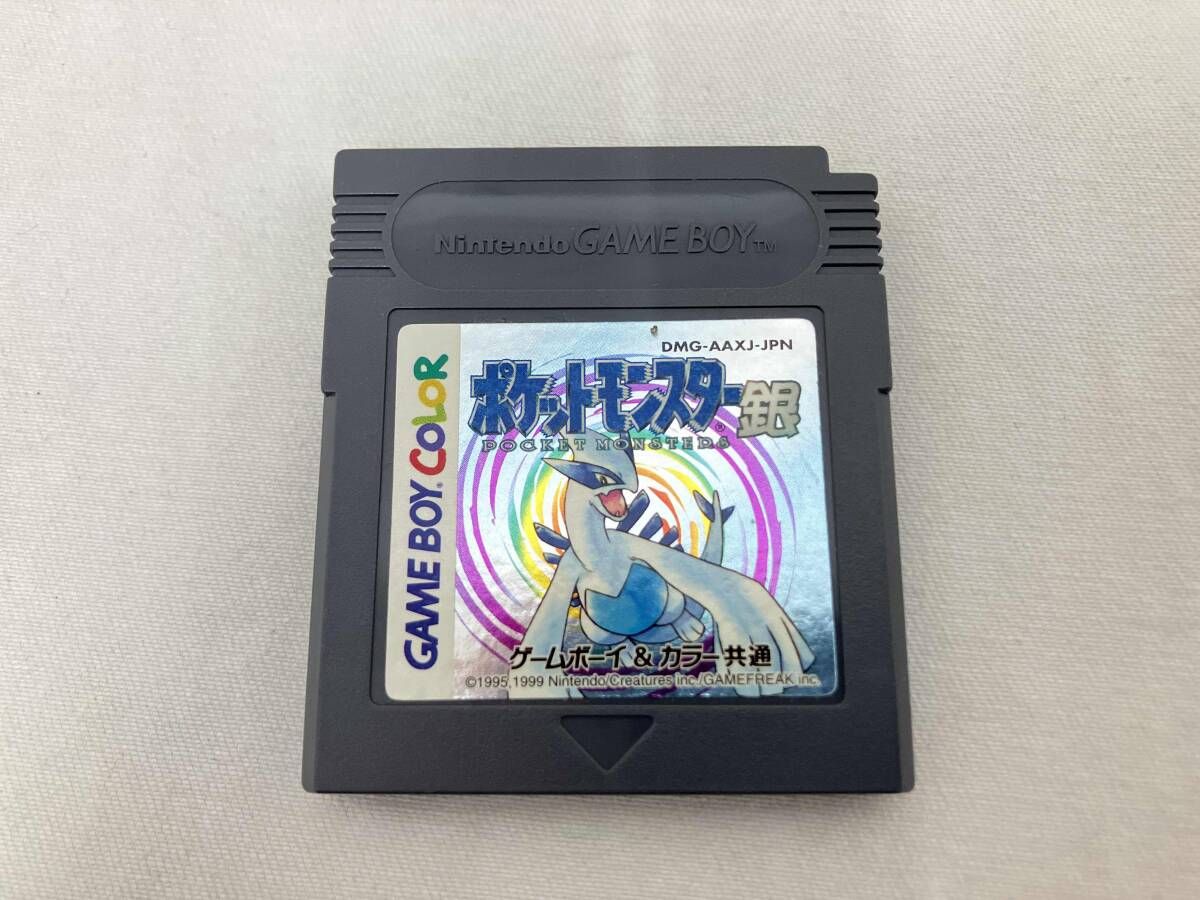 Nintendo GAME BOY™
DMG-AAXJ-JPN
ポケットモンスター銀
POCKET MONSTERS
GAME BOY COLOR
ゲームボーイ & カラー共通
©1995,1999 Nintendo/Creatures inc./GAMEFREAK inc.